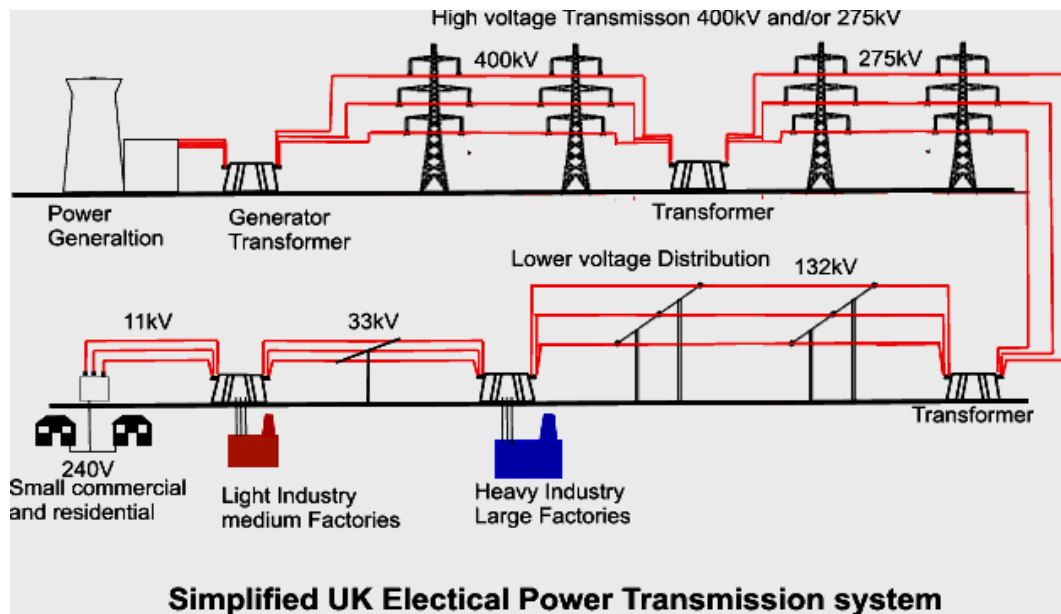 High voltage Transmisson 400kV and/or 275kV
400kV
275kV
Power
Generaltion
Generator
Transformer
Transformer
Lower voltage Distribution
132kV
11kV
33kV
Transformer
240V
Small commercial
and residential
Light Industry
medium Factories
Heavy Industry
Large Factories
Simplified UK Electical Power Transmission system